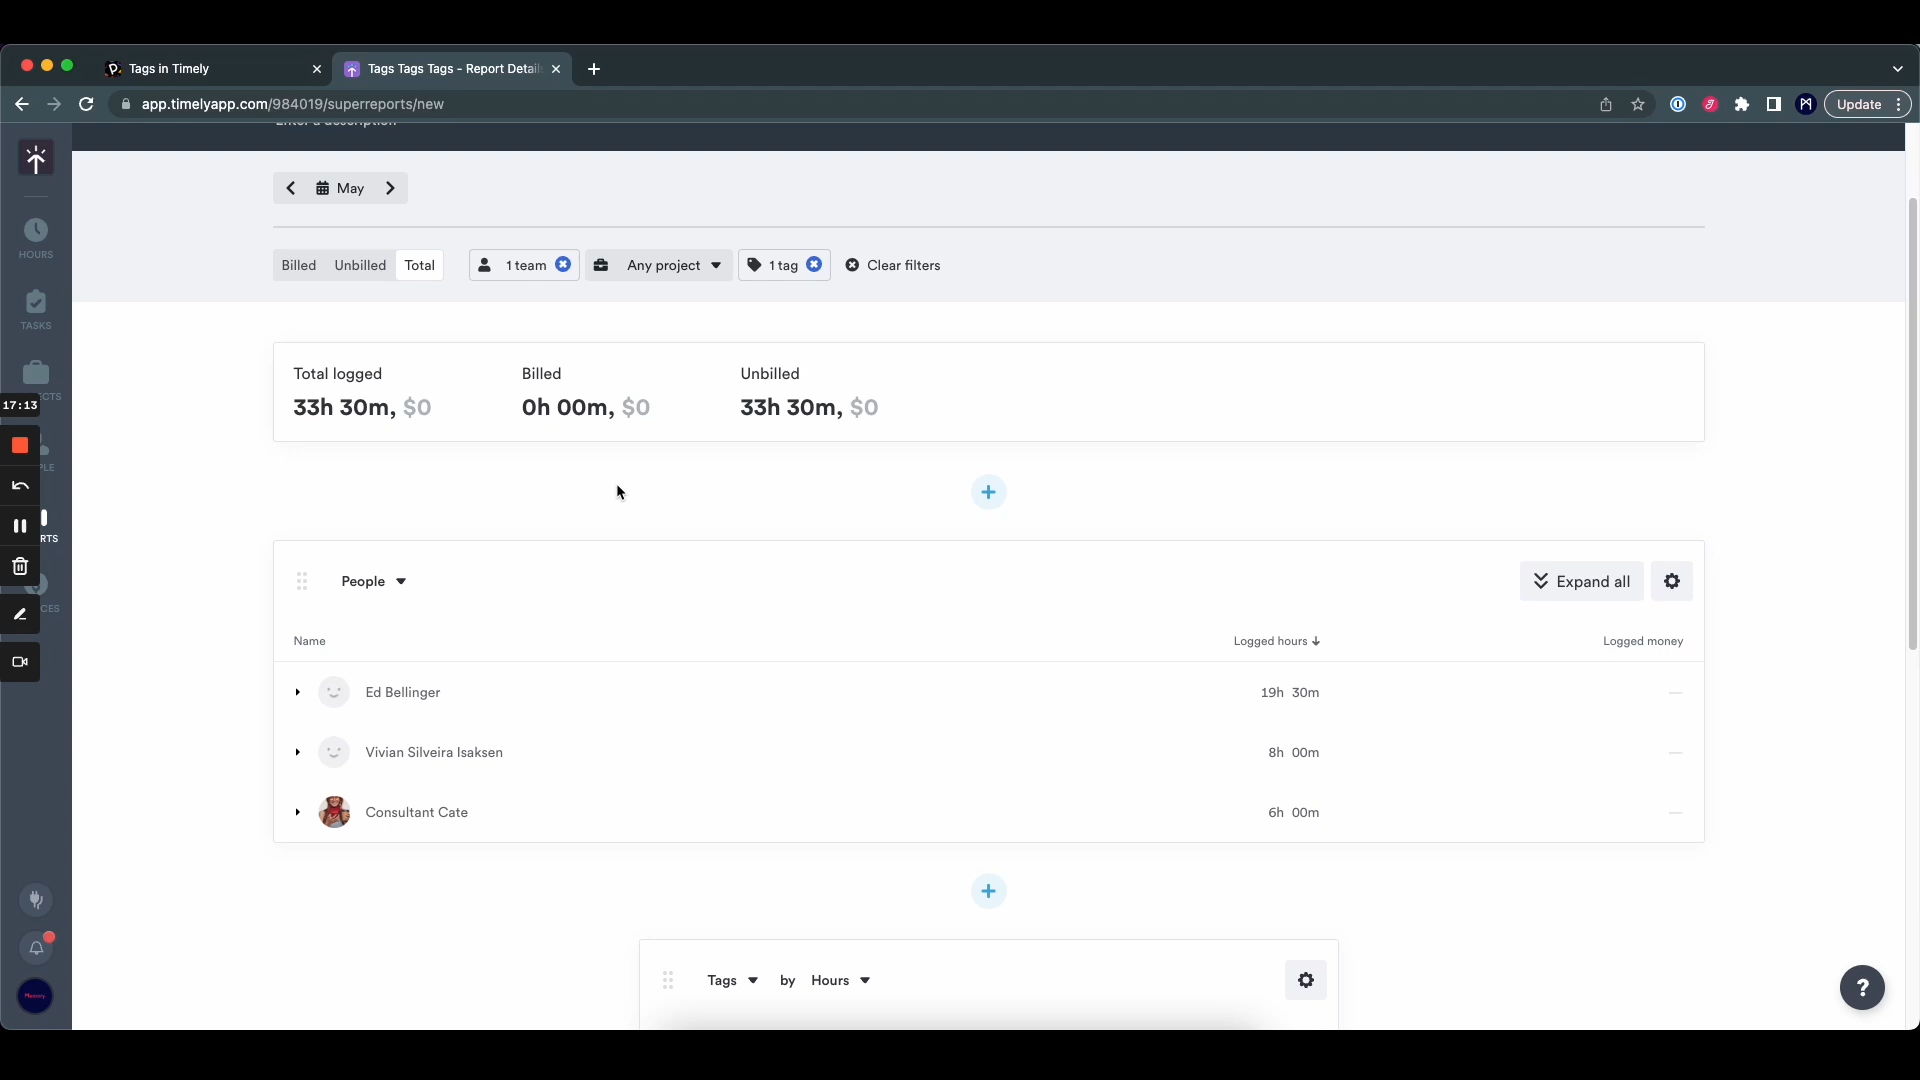 Tags in Timely
Tags Tags Tags - Report Detail
app.timelyapp.com/984019/superreports/new
Update
May
Billed Unbilled Total 1 team Any project 1 tag Clear filters
HOURS
TASKS
ECTS
17:13
PLE
RTS
CES
Total logged Billed Unbilled
33h 30m, $0 0h 00m, $0 33h 30m, $0
People
Expand all
Name Logged hours Logged money
Ed Bellinger 19h 30m —
Vivian Silveira Isaksen 8h 00m —
Consultant Cate 6h 00m —
Tags by Hours
?